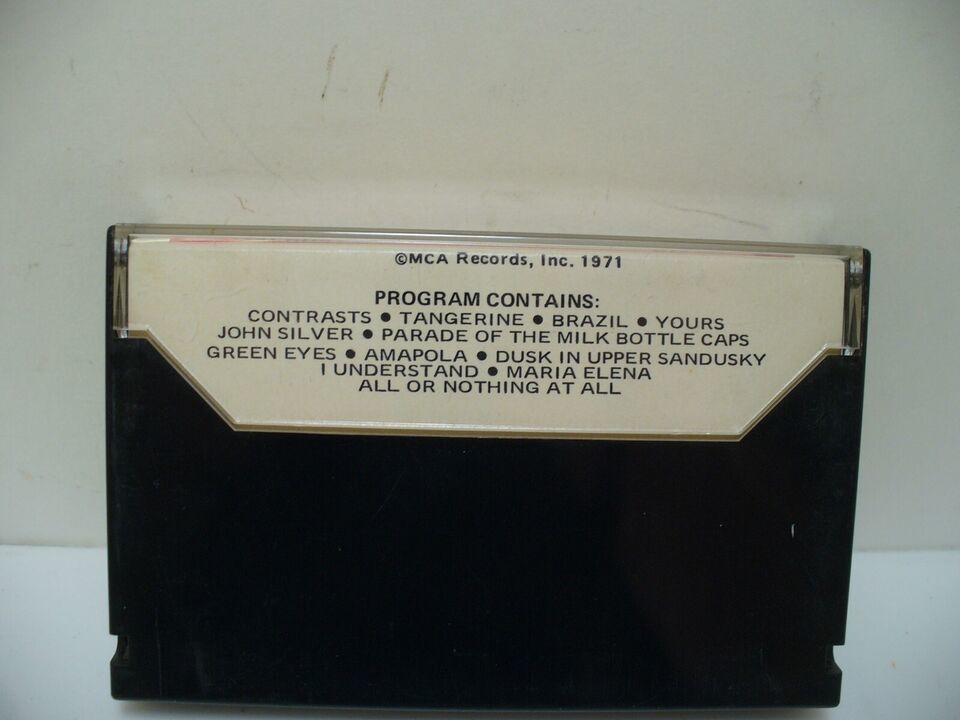 ©MCA Records, Inc. 1971
PROGRAM CONTAINS:
CONTRASTS ● TANGERINE ● BRAZIL ● YOURS
JOHN SILVER ● PARADE OF THE MILK BOTTLE CAPS
GREEN EYES ● AMAPOLA ● DUSK IN UPPER SANDUSKY
I UNDERSTAND ● MARIA ELENA
ALL OR NOTHING AT ALL